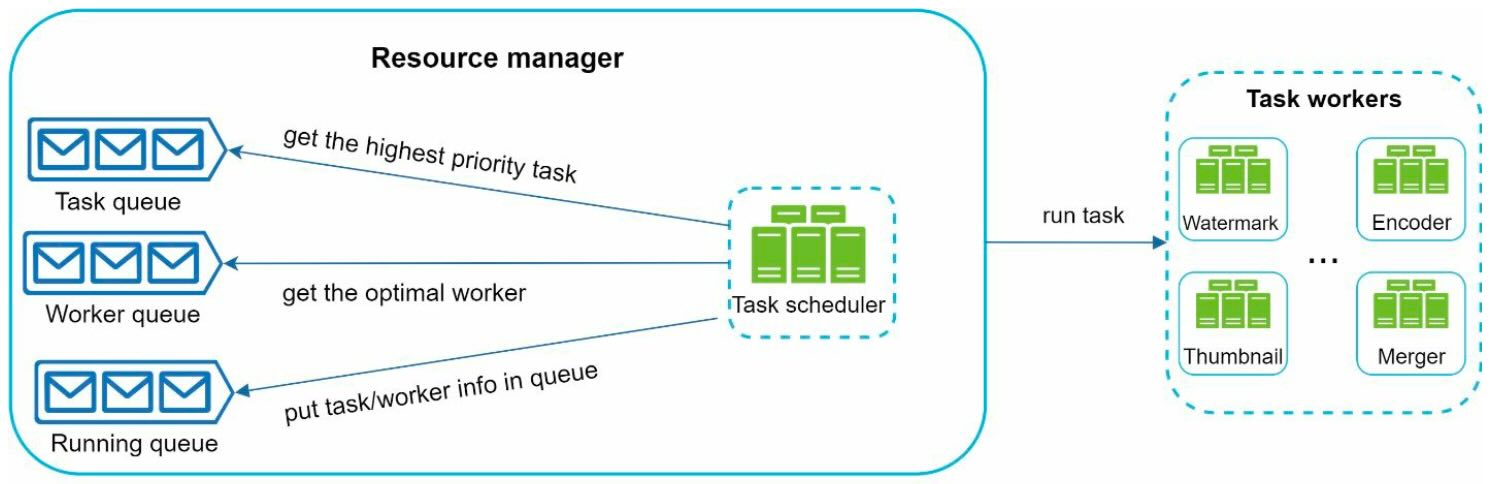 Resource manager
get the highest priority task
Task queue
get the optimal worker
Worker queue
put task/worker info in queue
Running queue
Task scheduler
run task
Task workers
Watermark
Encoder
...
Thumbnail
Merger